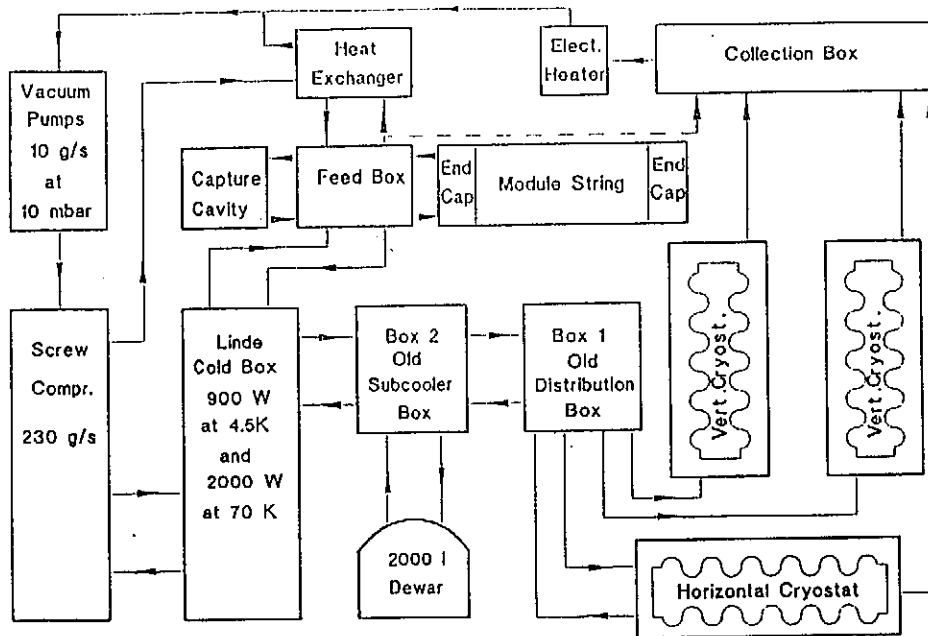 Heat
Exchanger
Elect.
Heater
Collection Box
Vacuum
Pumps
10 g/s
at
10 mbar
Capture
Cavity
Feed Box
End
Cap
Module String
End
Cap
Screw
Compr.
230 g/s
Linde
Cold Box
900 W
at 4.5K
and
2000 W
at 70 K
Box 2
Old
Subcooler
Box
Box 1
Old
Distribution
Box
Vert.Cryost.
Vert.Cryost.
2000 l
Dewar
Horizontal Cryostat